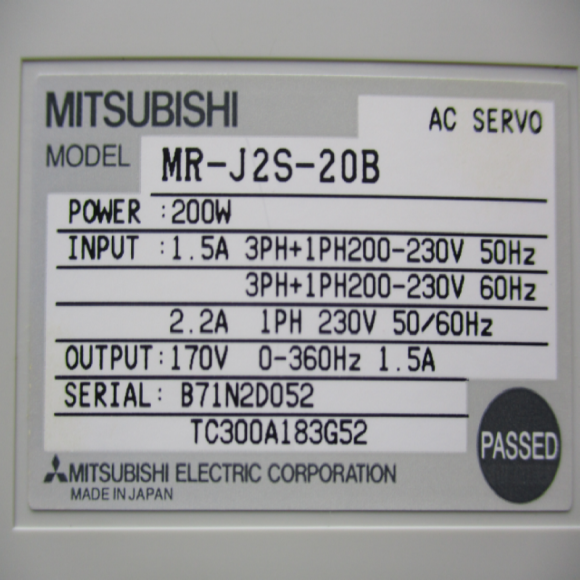 MITSUBISHI
AC SERVO
MODEL MR-J2S-20B
POWER :200W
INPUT :1.5A 3PH+1PH200-230V 50Hz
3PH+1PH200-230V 60Hz
2.2A 1PH 230V 50/60Hz
OUTPUT:170V 0-360Hz 1.5A
SERIAL: B71N2D052
TC300A183G52
PASSED
MITSUBISHI ELECTRIC CORPORATION
MADE IN JAPAN